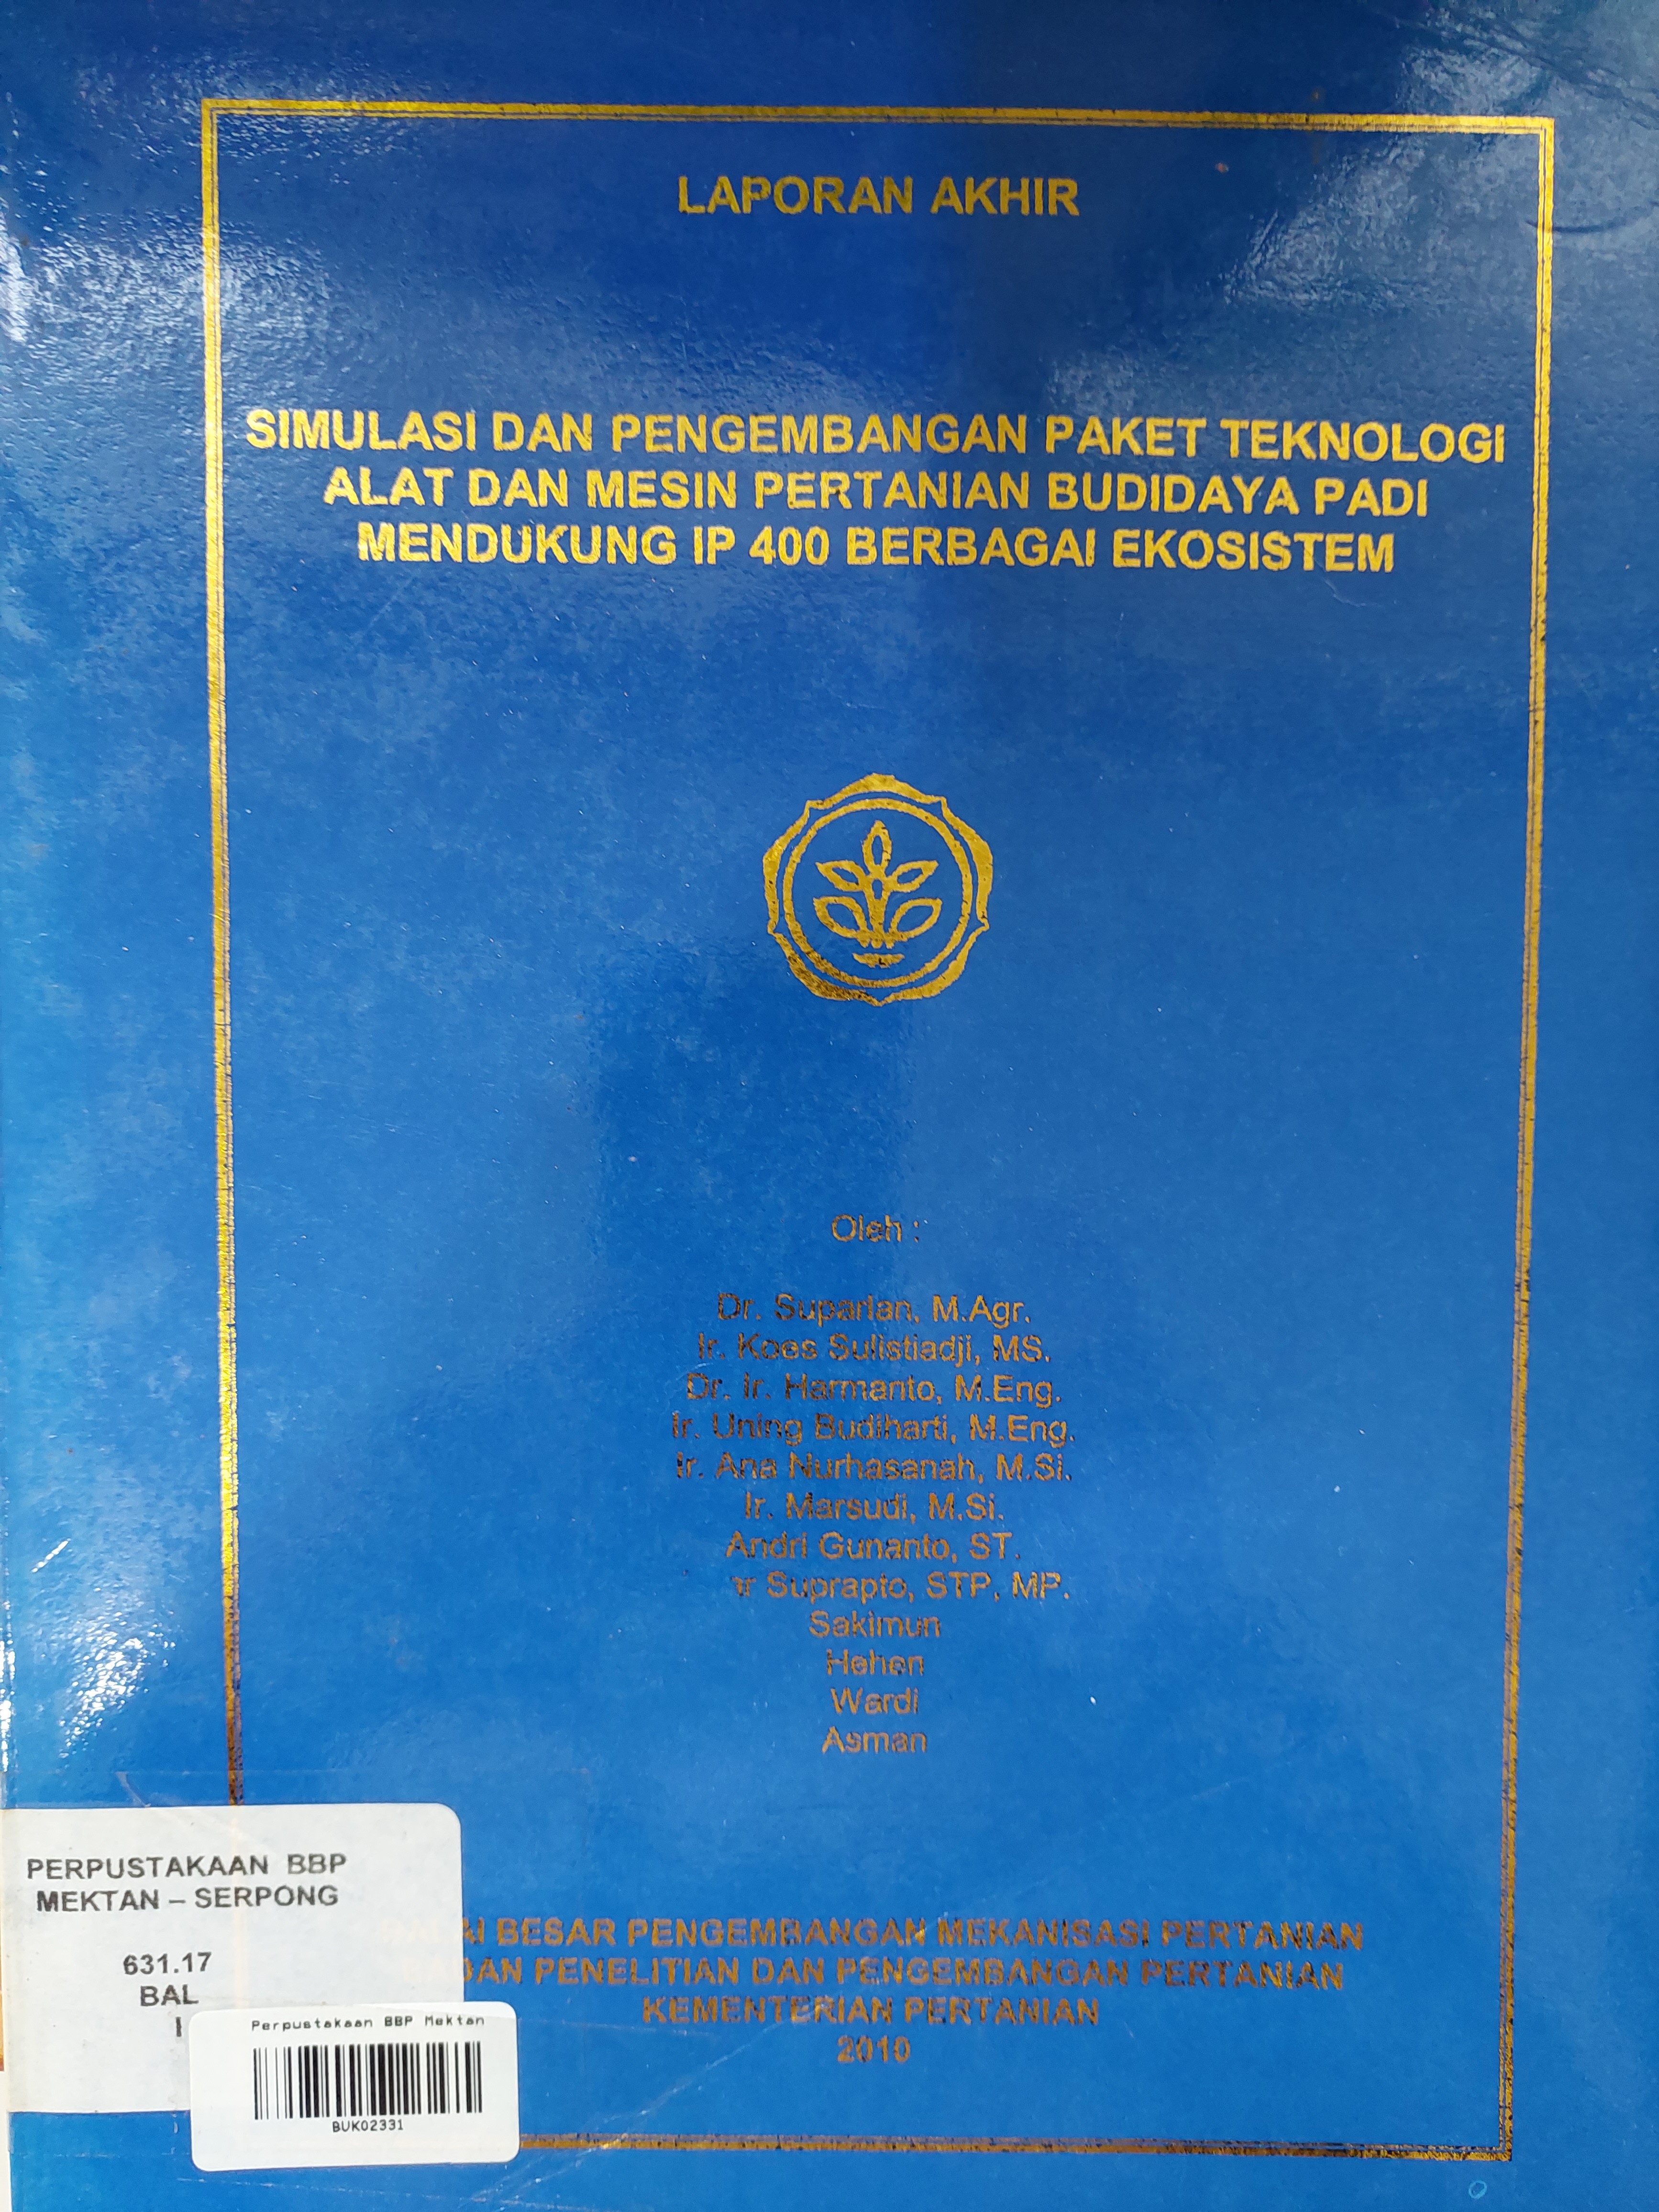 LAPORAN AKHIR
SIMULASI DAN PENGEMBANGAN PAKET TEKNOLOGI
ALAT DAN MESIN PERTANIAN BUDIDAYA PADI
MENDUKUNG IP 400 BERBAGAI EKOSISTEM
Oleh :
Dr. Suparlan, M.Agr.
Ir. Koes Sulistiadji, MS.
Dr. Ir. Harmanto, M.Eng.
Ir. Uning Budiharti, M.Eng.
Ir. Ana Nurhasanah, M.Si.
Ir. Marsudi, M.Si.
Andri Gunanto, ST.
Suprapto, STP, MP.
Sakimun
Hehen
Wardi
Asman
BESAR PENGEMBANGAN MEKANISASI PERTANIAN
PENELITIAN DAN PENGEMBANGAN PERTANIAN
KEMENTERIAN PERTANIAN
2010
PERPUSTAKAAN BBP
MEKTAN – SERPONG
631.17
BAL
Perpustakaan BBP Mektan
BUK02331